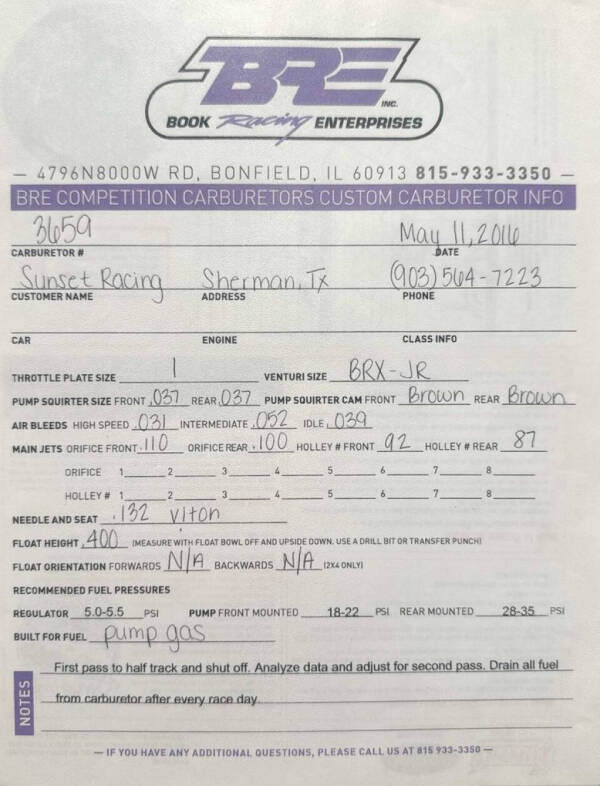 BRE INC.
BOOK Racing ENTERPRISES
— 4796N8000W RD, BONFIELD, IL 60913 815-933-3350 —
BRE COMPETITION CARBURETORS CUSTOM CARBURETOR INFO
3659 May 11, 2016
CARBURETOR # DATE
Sunset Racing Sherman, Tx (903) 564-7223
CUSTOMER NAME ADDRESS PHONE
CAR ENGINE CLASS INFO
THROTTLE PLATE SIZE 1 VENTURI SIZE BRX-JR
PUMP SQUIRTER SIZE FRONT .037 REAR .037 PUMP SQUIRTER CAM FRONT Brown REAR Brown
AIR BLEEDS HIGH SPEED .031 INTERMEDIATE .052 IDLE .039
MAIN JETS ORIFICE FRONT .110 ORIFICE REAR .100 HOLLEY # FRONT 92 HOLLEY # REAR 87
ORIFICE 1 2 3 4 5 6 7 8
HOLLEY # 1 2 3 4 5 6 7 8
NEEDLE AND SEAT .132 viton
FLOAT HEIGHT .400 (MEASURE WITH FLOAT BOWL OFF AND UPSIDE DOWN. USE A DRILL BIT OR TRANSFER PUNCH)
FLOAT ORIENTATION FORWARDS N/A BACKWARDS N/A (2X4 ONLY)
RECOMMENDED FUEL PRESSURES
REGULATOR 5.0-5.5 PSI PUMP FRONT MOUNTED 18-22 PSI REAR MOUNTED 28-35 PSI
BUILT FOR FUEL pump gas
NOTES
First pass to half track and shut off. Analyze data and adjust for second pass. Drain all fuel
from carburetor after every race day.
— IF YOU HAVE ANY ADDITIONAL QUESTIONS, PLEASE CALL US AT 815 933-3350 —